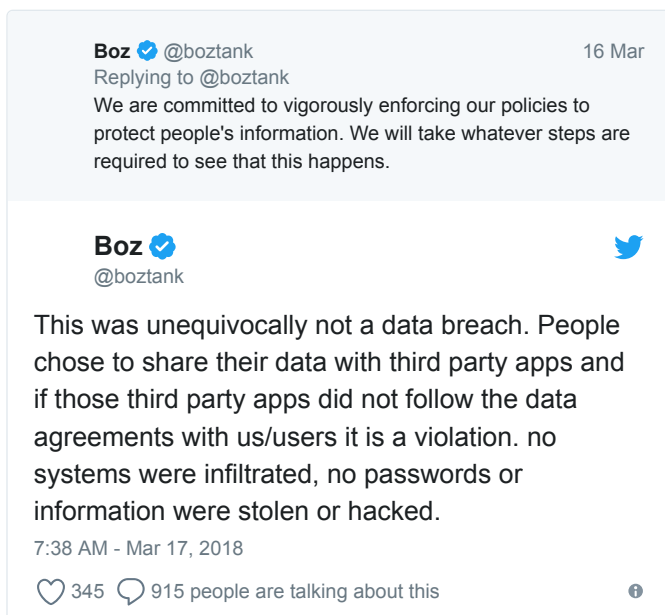 Boz @boztank 16 Mar
Replying to @boztank
We are committed to vigorously enforcing our policies to
protect people's information. We will take whatever steps are
required to see that this happens.
Boz
@boztank
This was unequivocally not a data breach. People
chose to share their data with third party apps and
if those third party apps did not follow the data
agreements with us/users it is a violation. no
systems were infiltrated, no passwords or
information were stolen or hacked.
7:38 AM - Mar 17, 2018
345 915 people are talking about this